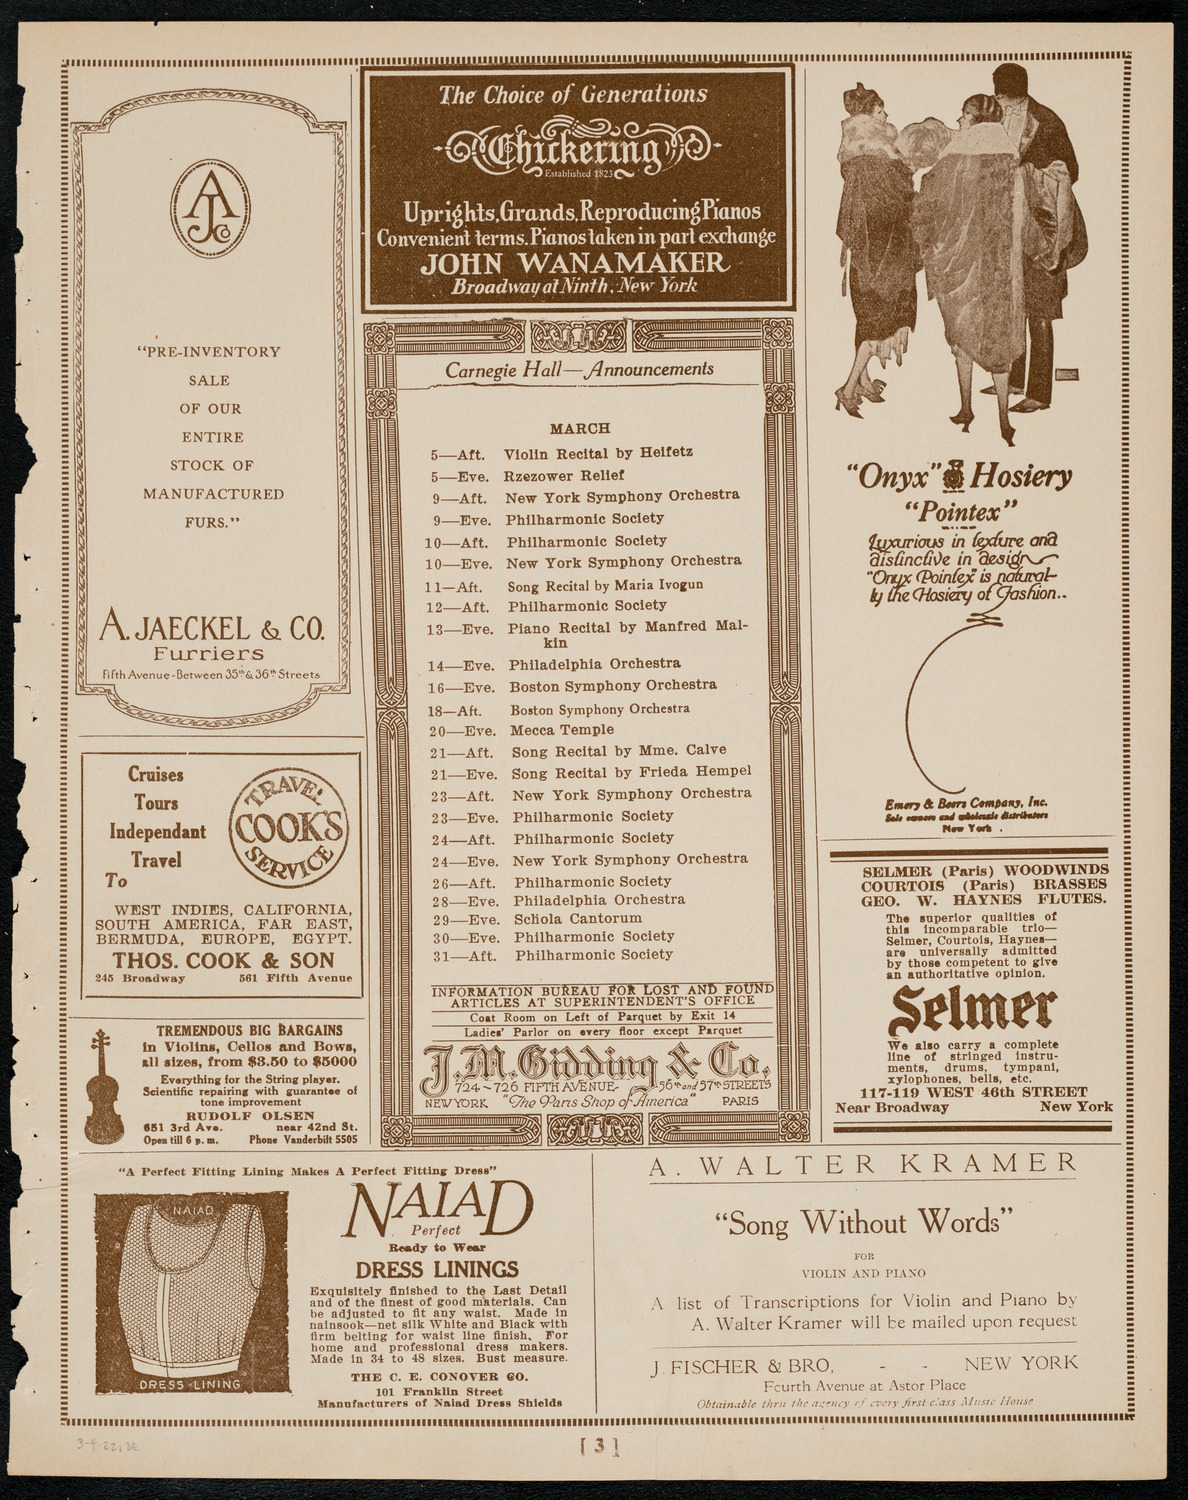 AJCo
"PRE-INVENTORY
SALE
OF OUR
ENTIRE
STOCK OF
MANUFACTURED
FURS."
A. JAECKEL & CO.
Furriers
Fifth Avenue-Between 35th & 36th Streets
Cruises
Tours
Independant
Travel
To
TRAVEL
COOK'S
SERVICE
WEST INDIES, CALIFORNIA,
SOUTH AMERICA, FAR EAST,
BERMUDA, EUROPE, EGYPT.
THOS. COOK & SON
245 Broadway 561 Fifth Avenue
TREMENDOUS BIG BARGAINS
in Violins, Cellos and Bows,
all sizes, from $3.50 to $5000
Everything for the String player.
Scientific repairing with guarantee of
tone improvement
RUDOLF OLSEN
651 3rd Ave. near 42nd St.
Open till 6 p. m. Phone Vanderbilt 5505
The Choice of Generations
Chickering
Established 1823
Uprights, Grands, Reproducing Pianos
Convenient terms. Pianos taken in part exchange
JOHN WANAMAKER
Broadway at Ninth, New York
Carnegie Hall—Announcements
MARCH
5—Aft. Violin Recital by Heifetz
5—Eve. Rzezower Relief
9—Aft. New York Symphony Orchestra
9—Eve. Philharmonic Society
10—Aft. Philharmonic Society
10—Eve. New York Symphony Orchestra
11—Aft. Song Recital by Maria Ivogun
12—Aft. Philharmonic Society
13—Eve. Piano Recital by Manfred Mal-
kin
14—Eve. Philadelphia Orchestra
16—Eve. Boston Symphony Orchestra
18—Aft. Boston Symphony Orchestra
20—Eve. Mecca Temple
21—Aft. Song Recital by Mme. Calve
21—Eve. Song Recital by Frieda Hempel
23—Aft. New York Symphony Orchestra
23—Eve. Philharmonic Society
24—Aft. Philharmonic Society
24—Eve. New York Symphony Orchestra
26—Aft. Philharmonic Society
28—Eve. Philadelphia Orchestra
29—Eve. Schola Cantorum
30—Eve. Philharmonic Society
31—Aft. Philharmonic Society
INFORMATION BUREAU FOR LOST AND FOUND
ARTICLES AT SUPERINTENDENT'S OFFICE
Coat Room on Left of Parquet by Exit 14
Ladies' Parlor on every floor except Parquet
J. M. Gidding & Co.
724~726 FIFTH AVENUE- 56th and 57th STREETS
NEW YORK "The Paris Shop of America" PARIS
"Onyx" Hosiery
"Pointex"
Luxurious in texture and
distinctive in design
"Onyx Pointex" is natural-
ly the Hosiery of Fashion..
Emery & Beers Company, Inc.
Sole owners and wholesale distributors
New York .
SELMER (Paris) WOODWINDS
COURTOIS (Paris) BRASSES
GEO. W. HAYNES FLUTES.
The superior qualities of
this incomparable trio—
Selmer, Courtois, Haynes—
are universally admitted
by those competent to give
an authoritative opinion.
Selmer
We also carry a complete
line of stringed instru-
ments, drums, tympani,
xylophones, bells, etc.
117-119 WEST 46th STREET
Near Broadway New York
"A Perfect Fitting Lining Makes A Perfect Fitting Dress"
NAIAD
DRESS LINING
NAIAD
Perfect
Ready to Wear
DRESS LININGS
Exquisitely finished to the Last Detail
and of the finest of good materials. Can
be adjusted to fit any waist. Made in
nainsook—net silk White and Black with
firm belting for waist line finish. For
home and professional dress makers.
Made in 34 to 48 sizes. Bust measure.
THE C. E. CONOVER CO.
101 Franklin Street
Manufacturers of Naiad Dress Shields
A. WALTER KRAMER
"Song Without Words"
FOR
VIOLIN AND PIANO
A list of Transcriptions for Violin and Piano by
A. Walter Kramer will be mailed upon request
J. FISCHER & BRO, - - NEW YORK
Fourth Avenue at Astor Place
Obtainable thru the agency of every first class Music House
[ 3 ]